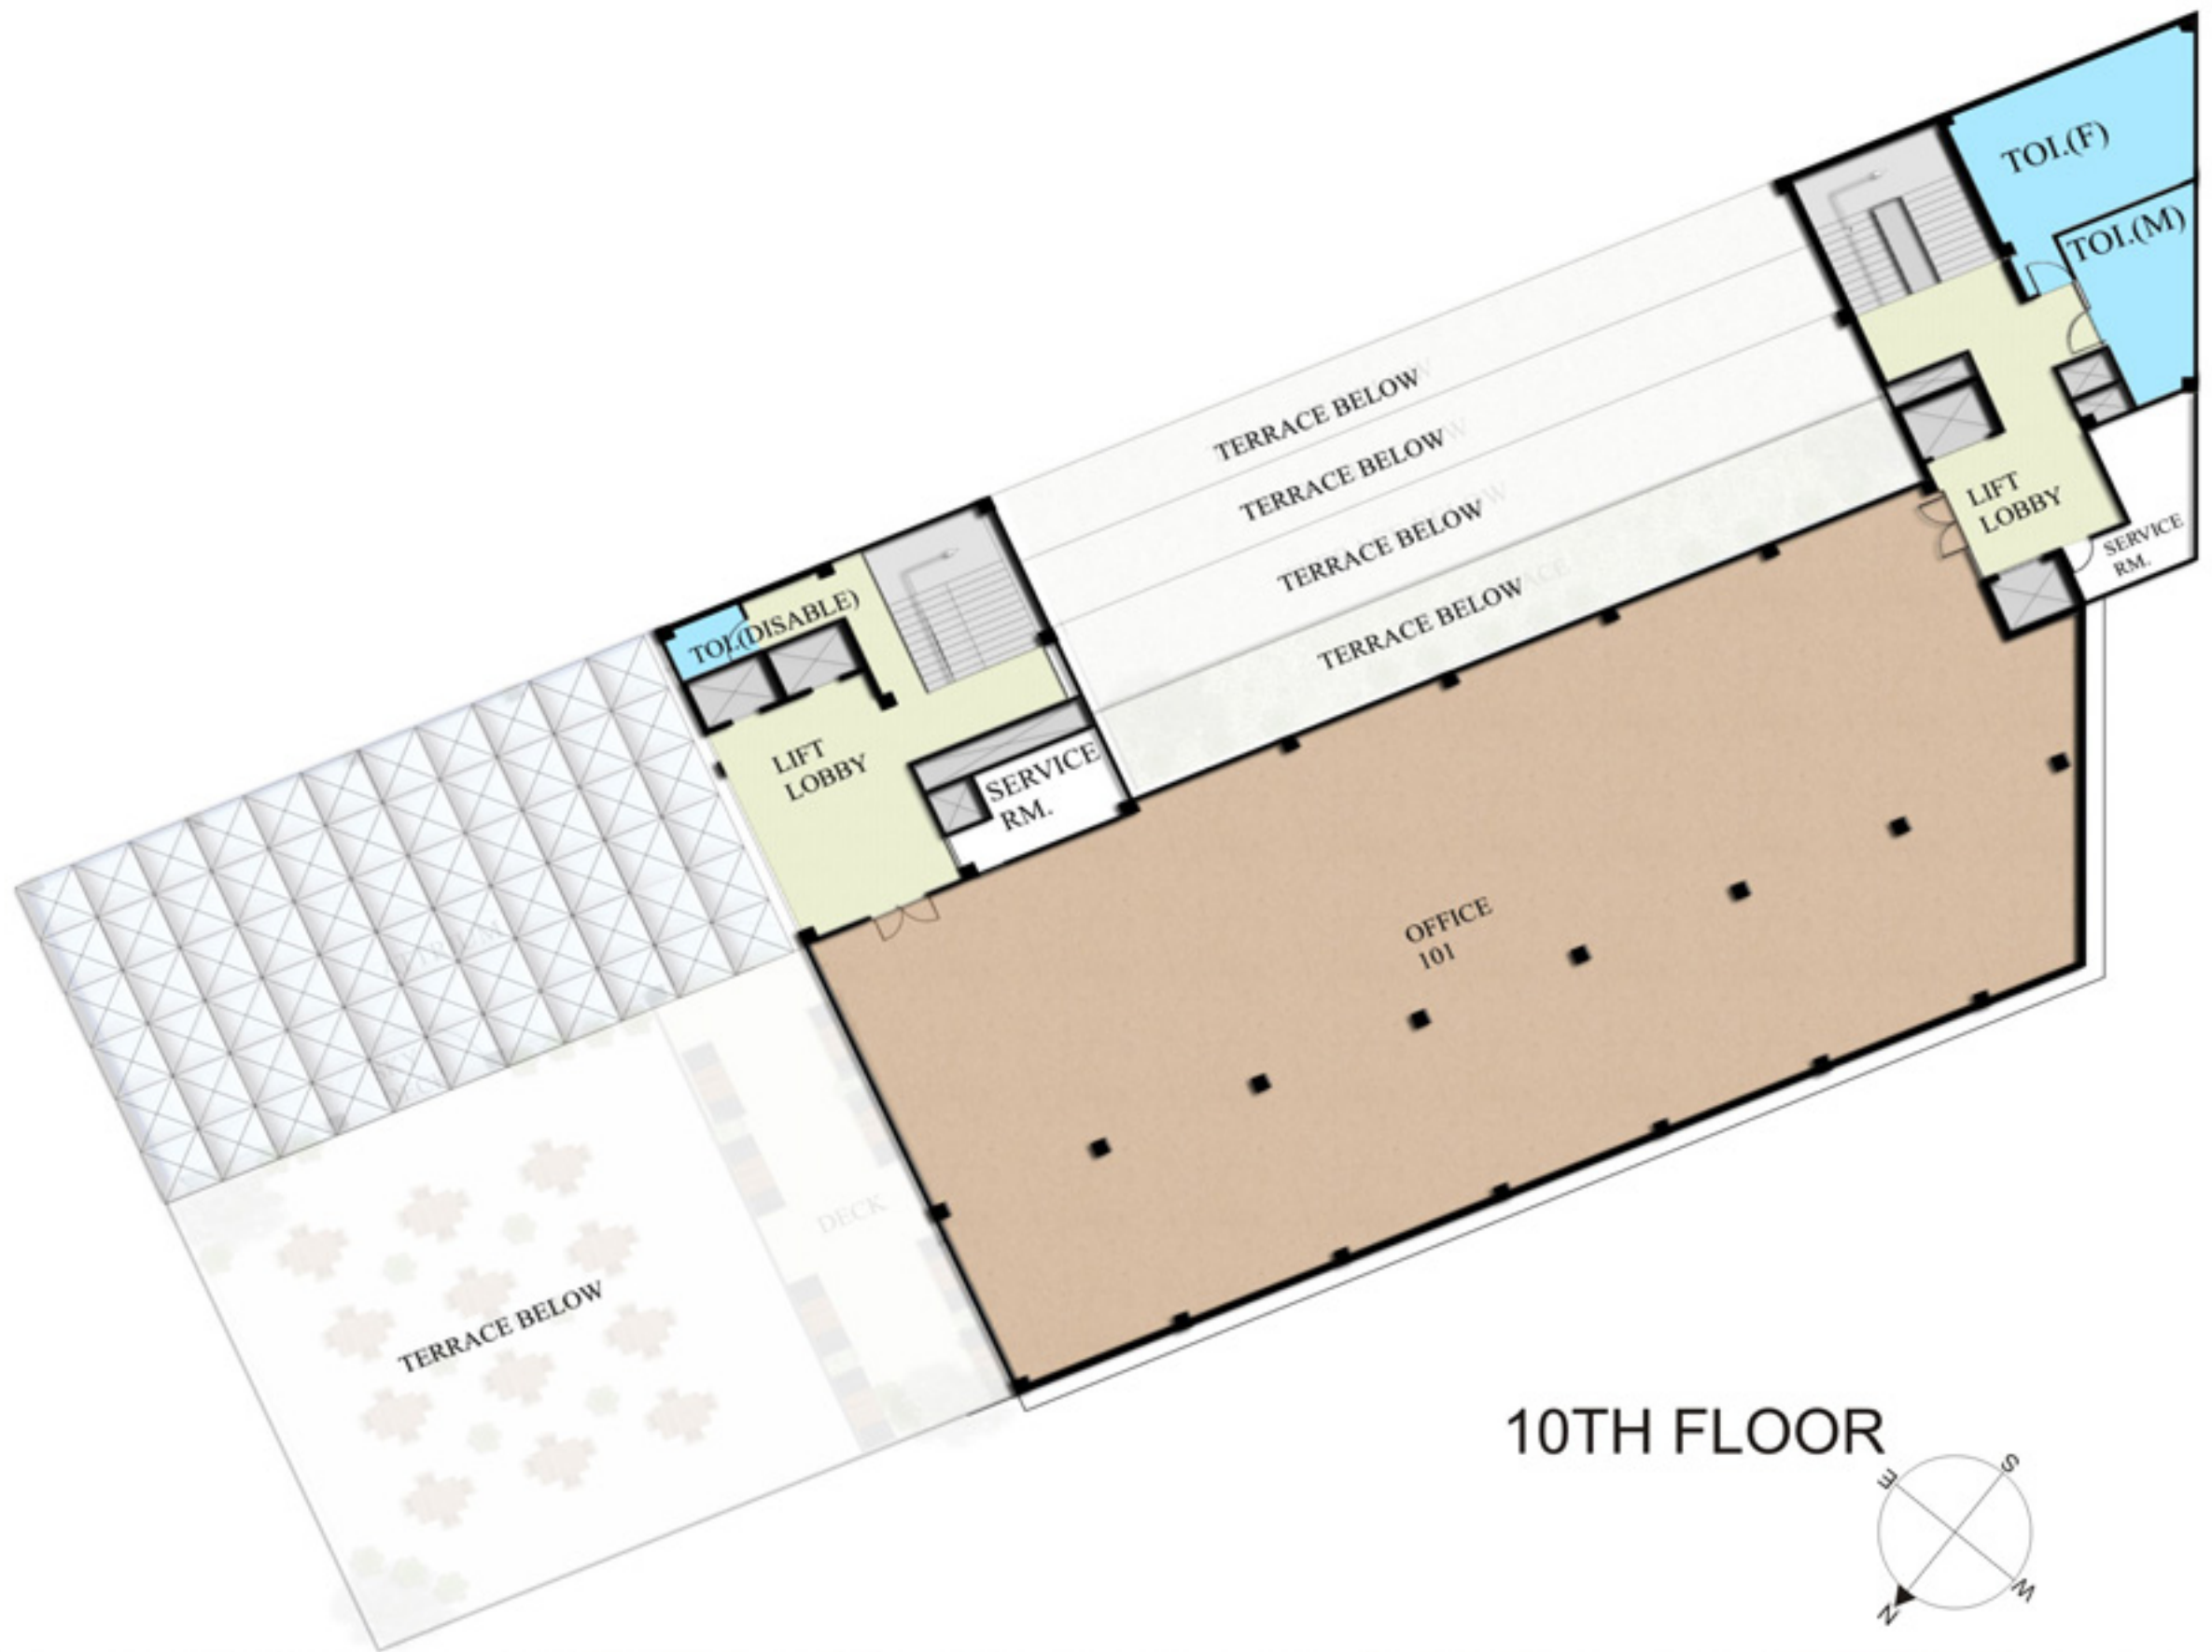 TOI.(F)
TOI.(M)
TERRACE BELOW
TERRACE BELOW
TERRACE BELOW
TERRACE BELOW
LIFT
LOBBY
SERVICE
RM.
TOI.(DISABLE)
LIFT
LOBBY
SERVICE
RM.
OFFICE
101
DECK
TERRACE BELOW
10TH FLOOR
E
S
N
W